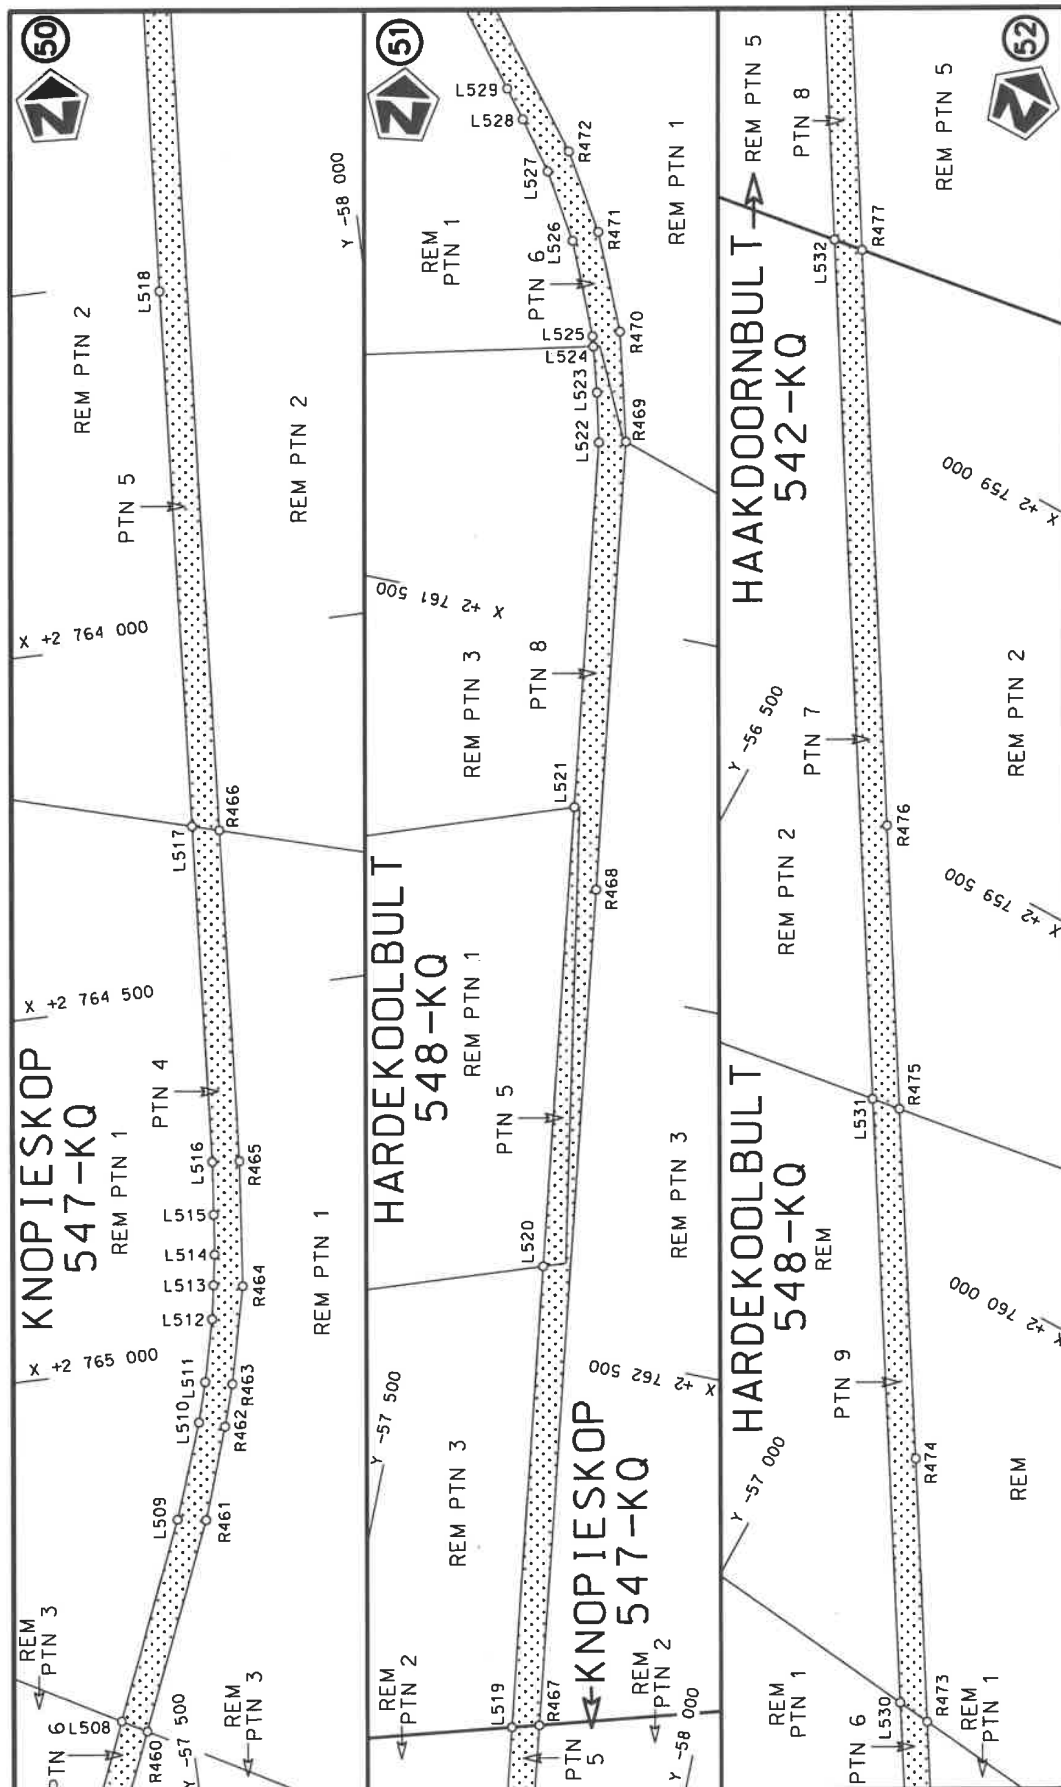 50
N
KNOPIESKOP
547-KQ
REM
PTN 3
PTN 6
L508
R460
Y -57 500
REM
PTN 3
L509
R461
L510
R462
L511
R463
X +2 765 000
L512
L513
R464
L514
L515
L516
R465
REM PTN 1
REM PTN 1
PTN 4
X +2 764 500
L517
R466
X +2 764 000
PTN 5
REM PTN 2
REM PTN 2
L518
Y -58 000
51
N
HARDEKOOLBULT
548-KQ
REM
PTN 2
L519
R467
PTN
5
KNOPIESKOP
547-KQ
REM
PTN 2
Y -58 000
REM PTN 3
Y -57 500
X +2 762 500
L520
PTN 5
REM PTN 1
REM PTN 3
R468
L521
REM PTN 3
PTN 8
X +2 761 500
L522
R469
L523
L524
L525
R470
PTN 6
REM
PTN 1
L526
R471
L527
R472
L528
L529
REM PTN 1
52
N
HARDEKOOLBULT
548-KQ
REM
PTN 1
PTN 6
L530
R473
REM
PTN 1
Y -57 000
R474
REM
PTN 9
REM
X +2 760 000
L531
R475
X +2 759 500
REM PTN 2
R476
PTN 7
Y -56 500
REM PTN 2
X +2 759 000
HAAKDOORNBULT
542-KQ
L532
R477
REM PTN 5
PTN 8
REM PTN 5